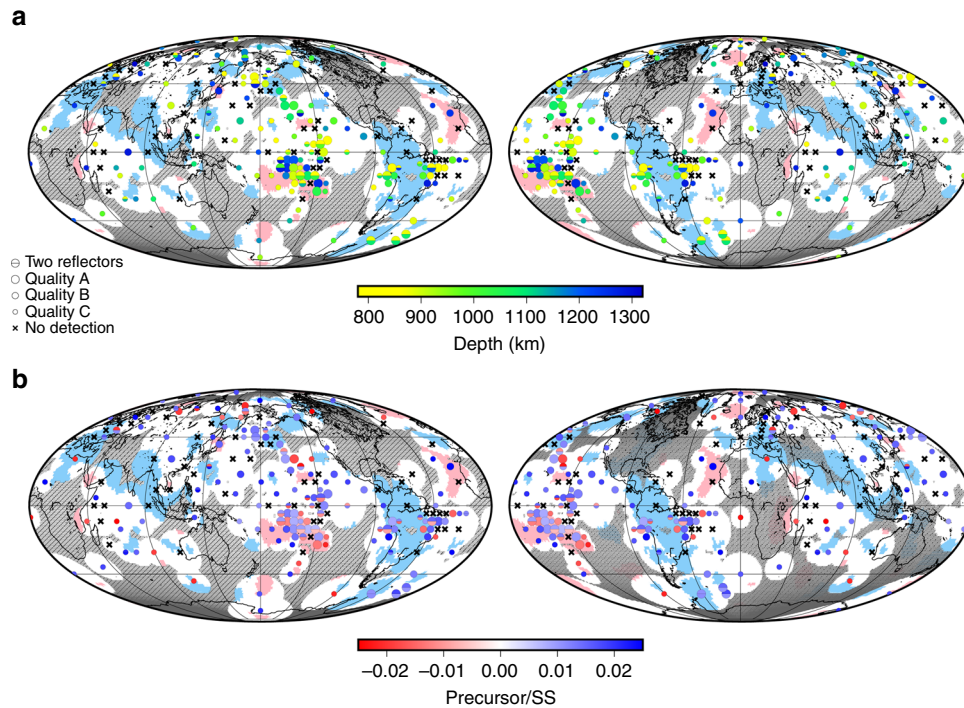 a
Two reflectors
Quality A
Quality B
Quality C
No detection
800 900 1000 1100 1200 1300
Depth (km)
b
−0.02 −0.01 0.00 0.01 0.02
Precursor/SS